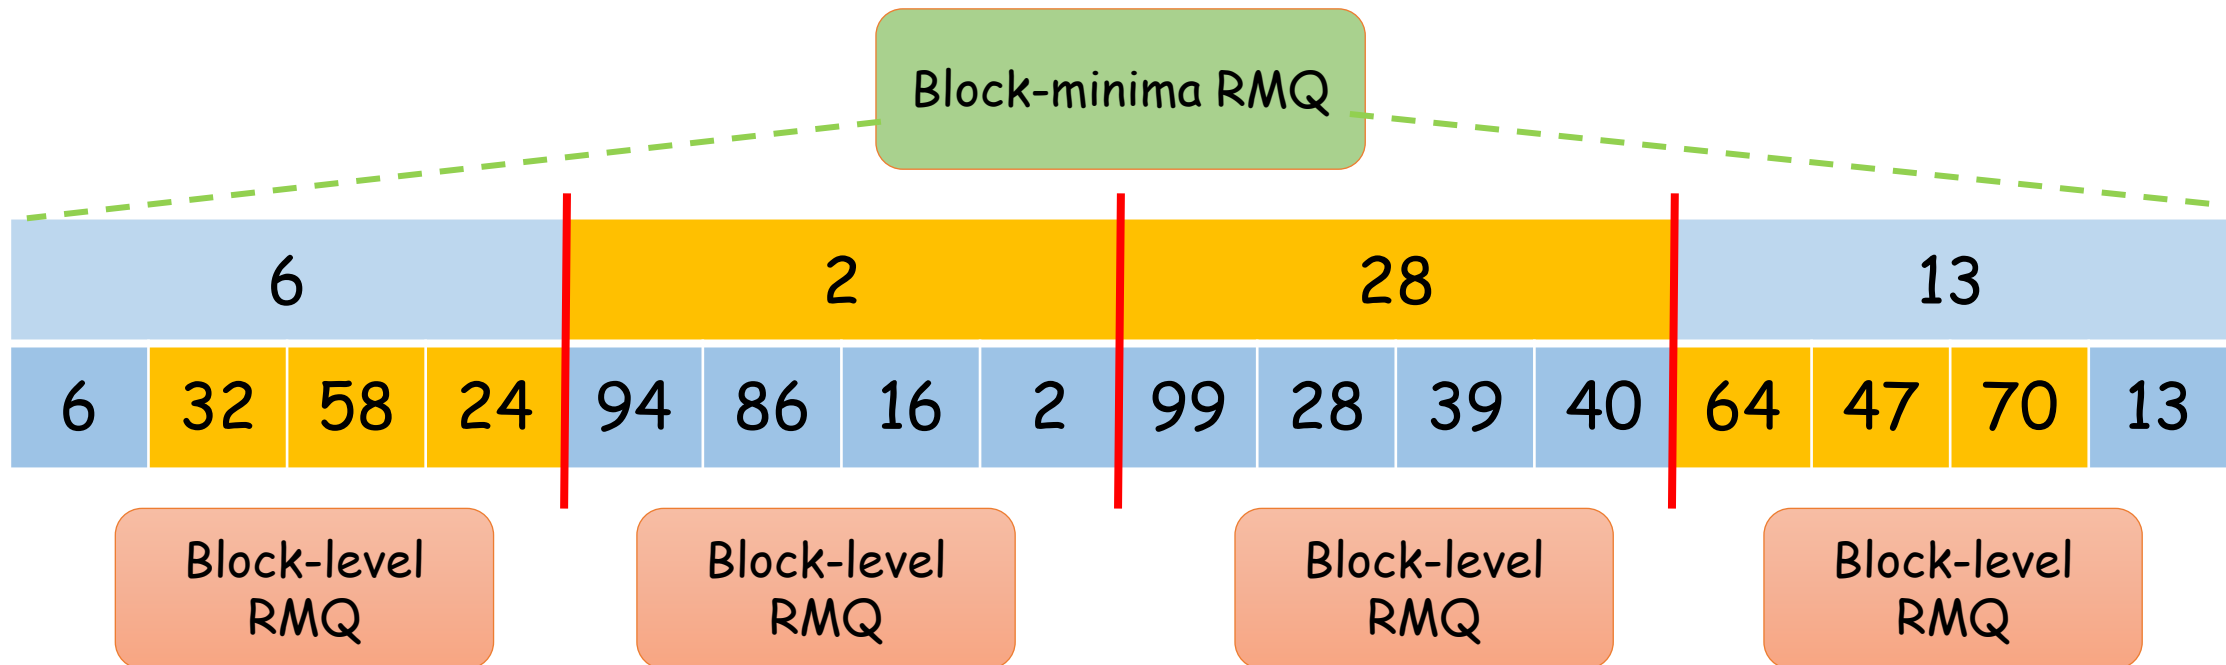 Block-minima RMQ
6 2 28 13
6 32 58 24 94 86 16 2 99 28 39 40 64 47 70 13
Block-level Block-level Block-level Block-level
RMQ RMQ RMQ RMQ